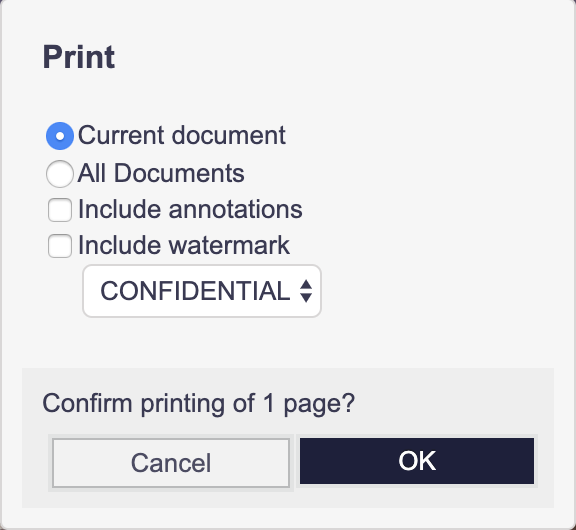 Print
Current document
All Documents
Include annotations
Include watermark
CONFIDENTIAL
Confirm printing of 1 page?
Cancel
OK